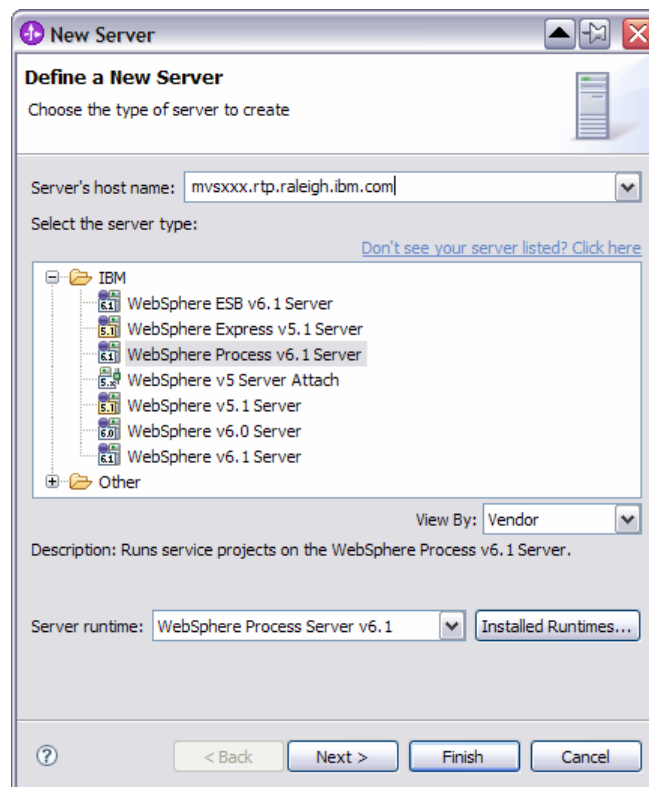 New Server
Define a New Server
Choose the type of server to create
Server's host name: mvsxxx.rtp.raleigh.ibm.com
Select the server type:
Don't see your server listed? Click here
IBM
6.1 WebSphere ESB v6.1 Server
5.1 WebSphere Express v5.1 Server
6.1 WebSphere Process v6.1 Server
5.x WebSphere v5 Server Attach
5.1 WebSphere v5.1 Server
6.0 WebSphere v6.0 Server
6.1 WebSphere v6.1 Server
Other
View By: Vendor
Description: Runs service projects on the WebSphere Process v6.1 Server.
Server runtime: WebSphere Process Server v6.1 Installed Runtimes...
? < Back Next > Finish Cancel